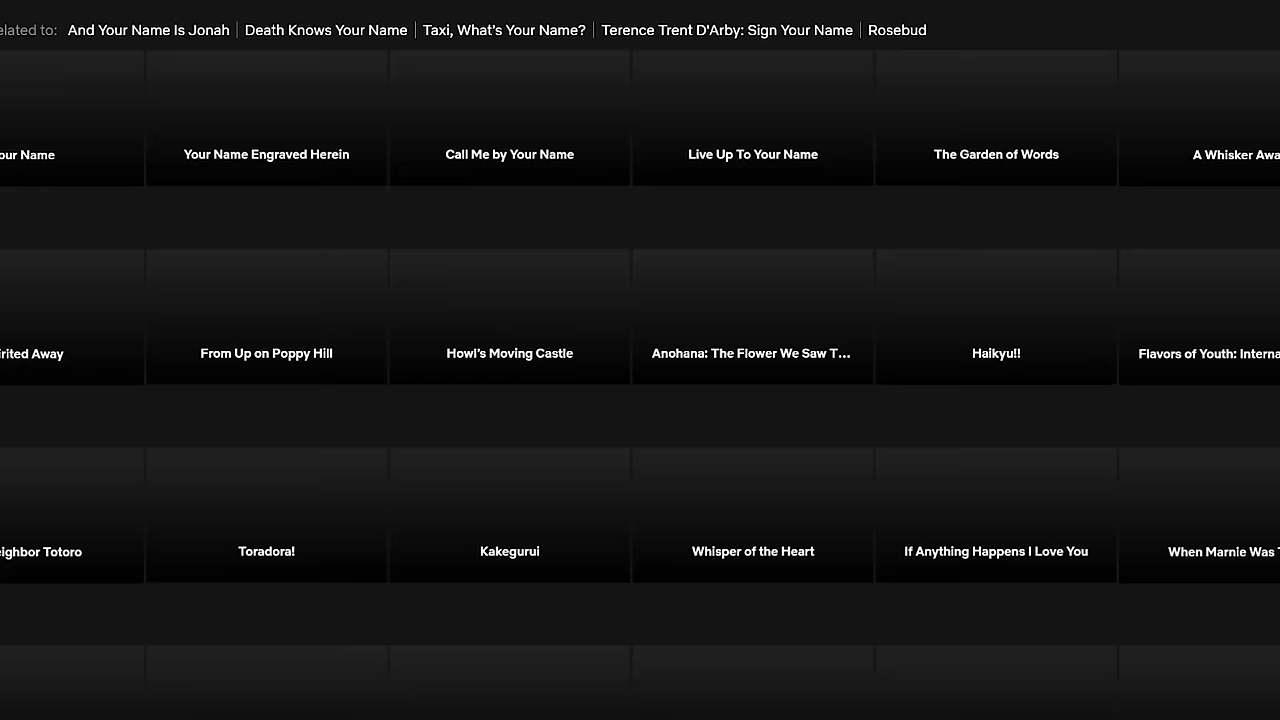 elated to: And Your Name Is Jonah | Death Knows Your Name | Taxi, What's Your Name? | Terence Trent D'Arby: Sign Your Name | Rosebud
our Name Your Name Engraved Herein Call Me by Your Name Live Up To Your Name The Garden of Words A Whisker Awa
irited Away From Up on Poppy Hill Howl's Moving Castle Anohana: The Flower We Saw T... Haikyu!! Flavors of Youth: Interna
eighbor Totoro Toradora! Kakegurui Whisper of the Heart If Anything Happens I Love You When Marnie Was T